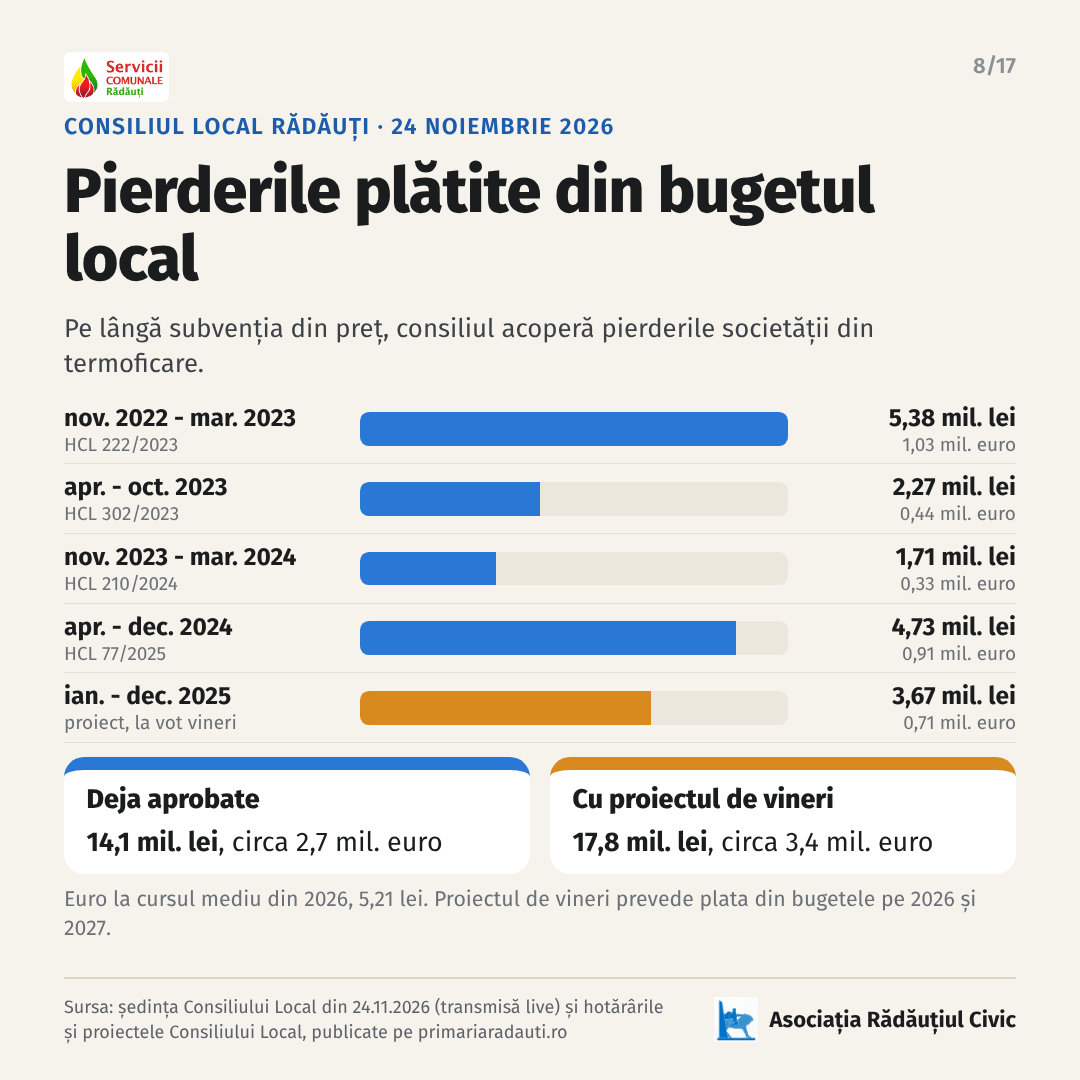 Servicii
COMUNALE
Rădăuți
8/17
CONSILIUL LOCAL RĂDĂUȚI · 24 NOIEMBRIE 2026
Pierderile plătite din bugetul
local
Pe lângă subvenția din preț, consiliul acoperă pierderile societății din
termoficare.
nov. 2022 - mar. 2023
5,38 mil. lei
HCL 222/2023
1,03 mil. euro
apr. - oct. 2023
2,27 mil. lei
HCL 302/2023
0,44 mil. euro
nov. 2023 - mar. 2024
1,71 mil. lei
HCL 210/2024
0,33 mil. euro
apr. - dec. 2024
4,73 mil. lei
HCL 77/2025
0,91 mil. euro
ian. - dec. 2025
3,67 mil. lei
proiect, la vot vineri
0,71 mil. euro
Deja aprobate
14,1 mil. lei, circa 2,7 mil. euro
Cu proiectul de vineri
17,8 mil. lei, circa 3,4 mil. euro
Euro la cursul mediu din 2026, 5,21 lei. Proiectul de vineri prevede plata din bugetele pe 2026 și
2027.
Sursa: ședința Consiliului Local din 24.11.2026 (transmisă live) și hotărârile
și proiectele Consiliului Local, publicate pe primariaradauti.ro
Asociația Rădăuțiul Civic